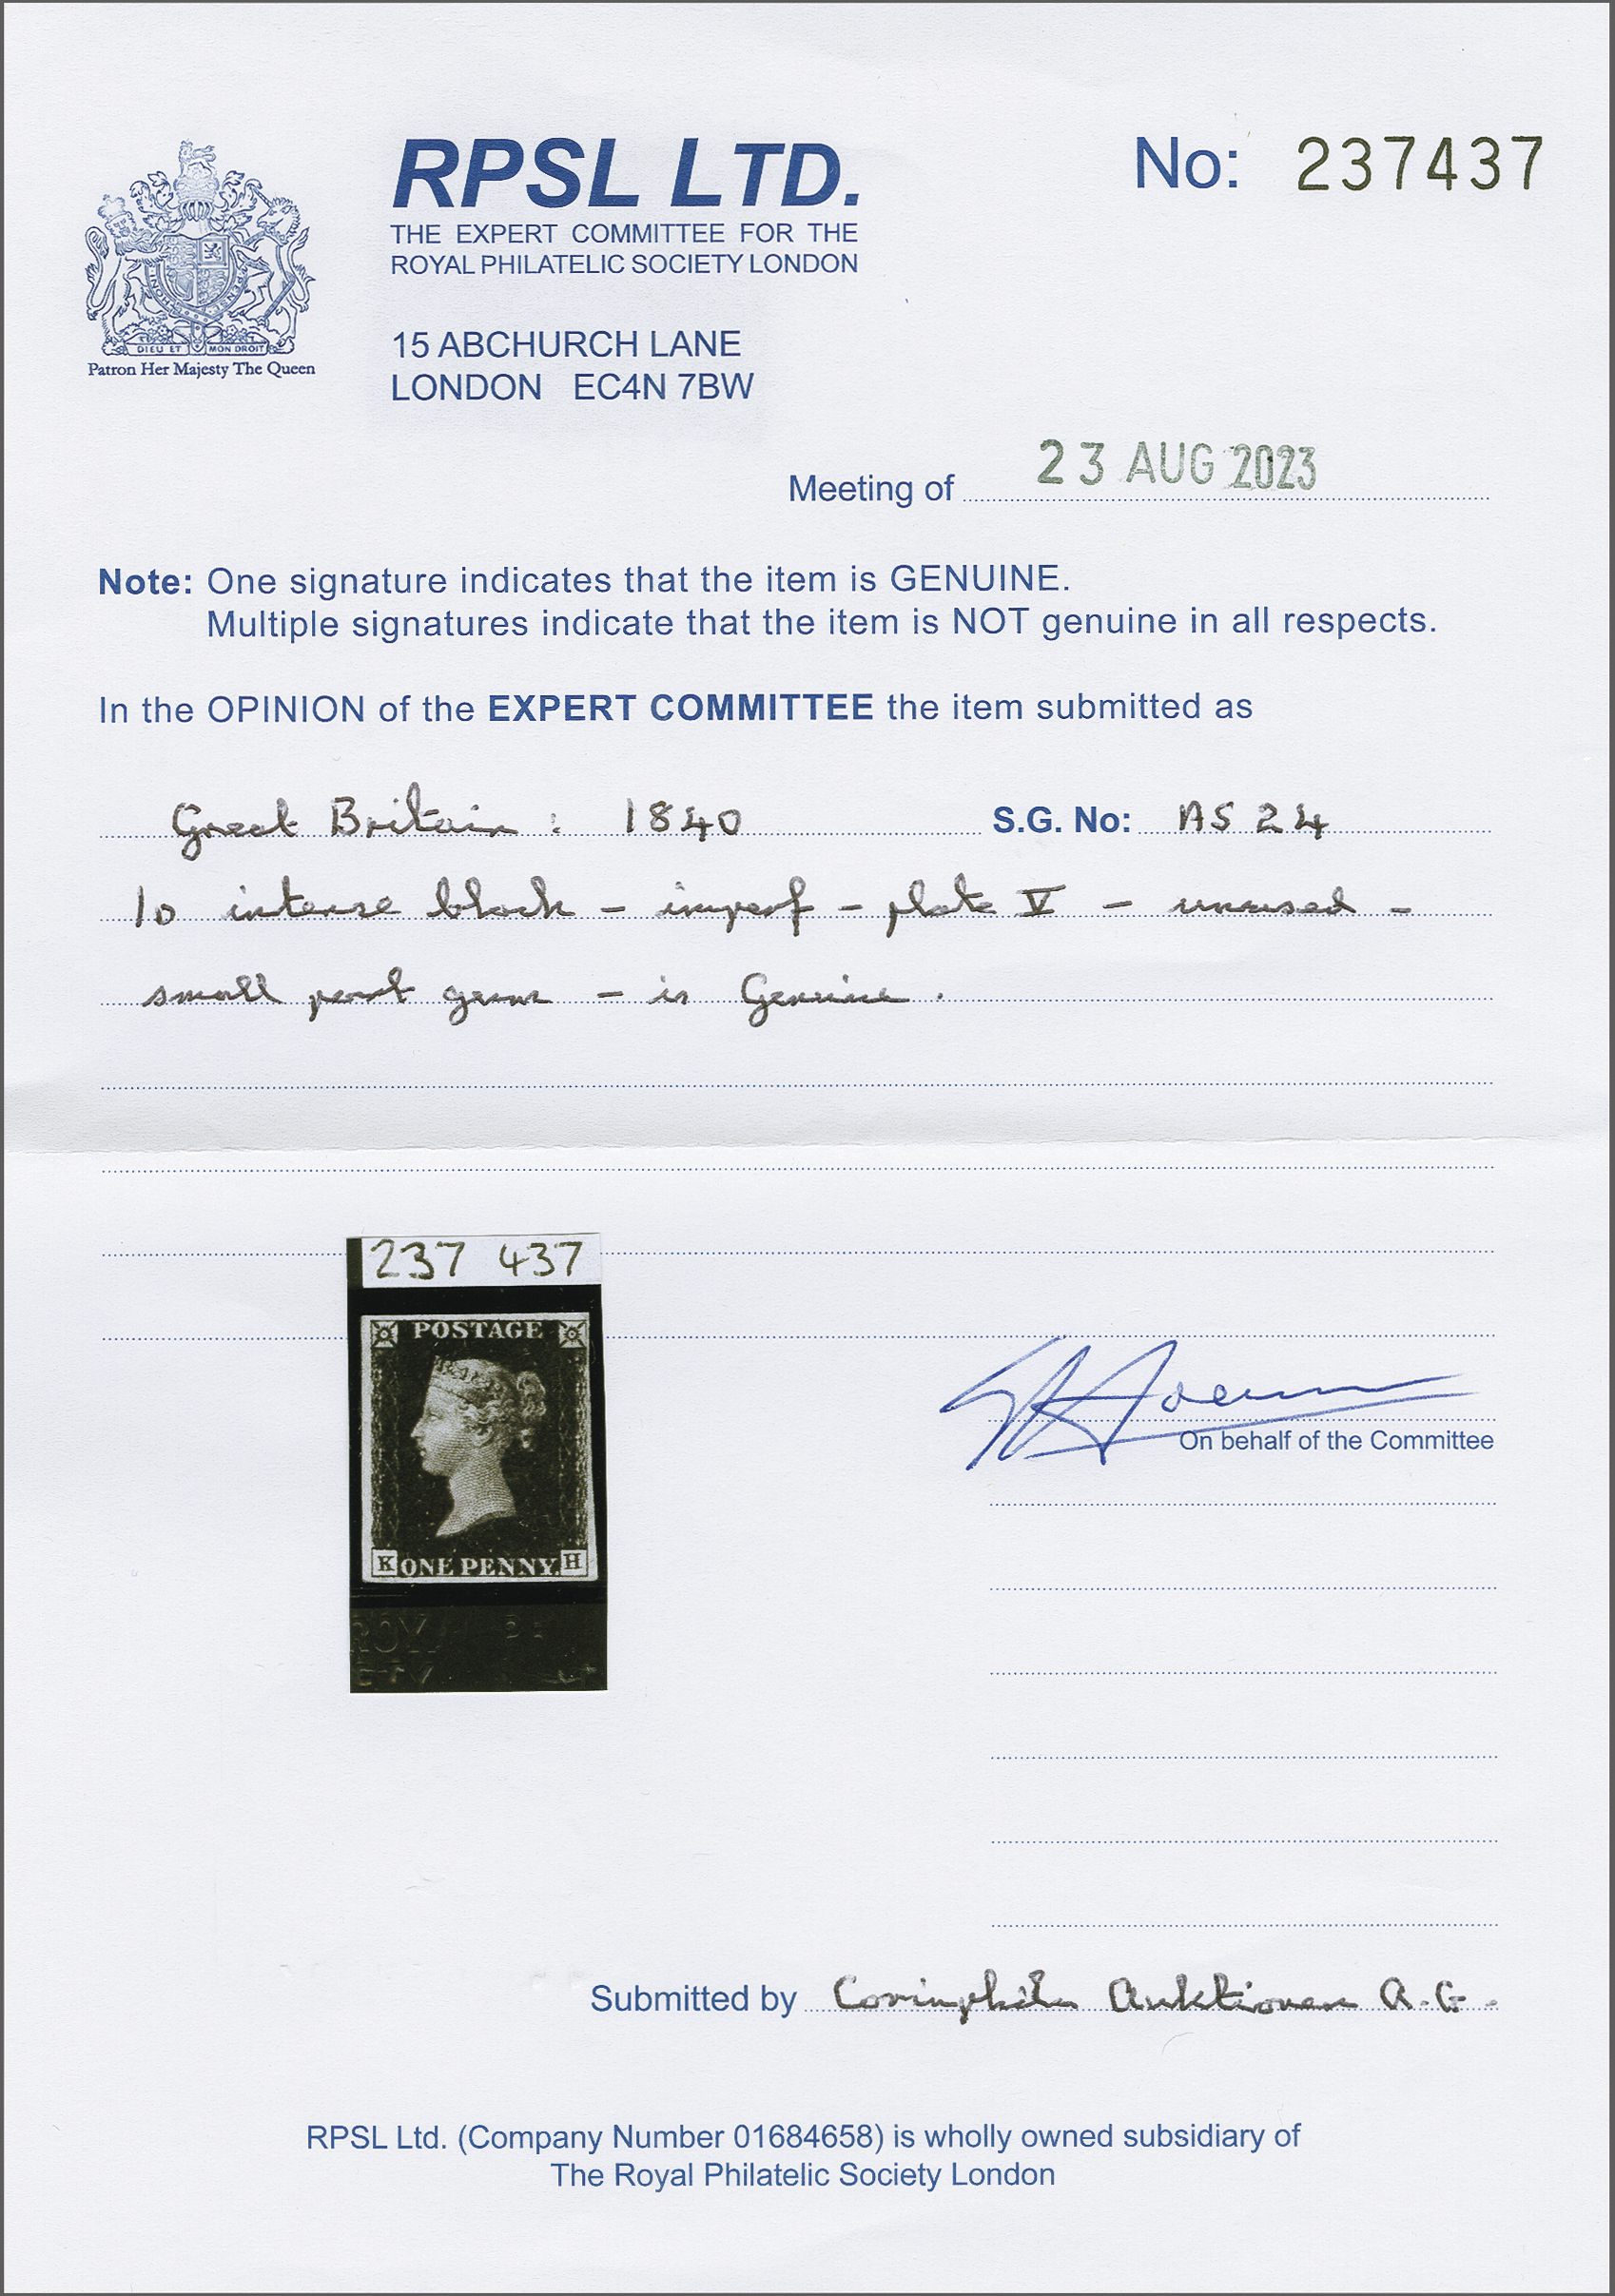 RPSL LTD.
No: 237437
THE EXPERT COMMITTEE FOR THE
ROYAL PHILATELIC SOCIETY LONDON
DIEU ET MON DROIT
Patron Her Majesty The Queen
15 ABCHURCH LANE
LONDON EC4N 7BW
Meeting of 23 AUG 2023
Note: One signature indicates that the item is GENUINE.
Multiple signatures indicate that the item is NOT genuine in all respects.
In the OPINION of the EXPERT COMMITTEE the item submitted as
Great Britain : 1840 S.G. No: AS 24
1D intense black - imperf - plate V - unused -
small part gum - is Genuine.
237 437
POSTAGE
K ONE PENNY. H
ROY
ETY
On behalf of the Committee
Submitted by Corinphila Auktionen A.G.
RPSL Ltd. (Company Number 01684658) is wholly owned subsidiary of
The Royal Philatelic Society London